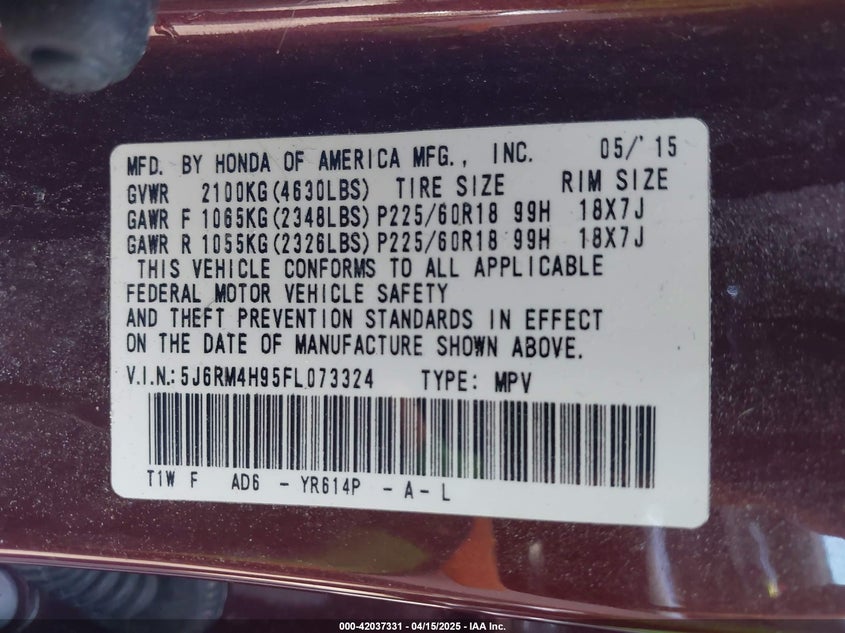 MFD. BY HONDA OF AMERICA MFG., INC. 05/'15
GVWR 2100KG(4630LBS) TIRE SIZE RIM SIZE
GAWR F 1065KG(2348LBS) P225/60R18 99H 18X7J
GAWR R 1055KG(2326LBS) P225/60R18 99H 18X7J
THIS VEHICLE CONFORMS TO ALL APPLICABLE
FEDERAL MOTOR VEHICLE SAFETY
AND THEFT PREVENTION STANDARDS IN EFFECT
ON THE DATE OF MANUFACTURE SHOWN ABOVE.
V.I.N.: 5J6RM4H95FL073324 TYPE: MPV
T1W F AD6 - YR614P - A - L
000-42037331 - 04/15/2025 - IAA Inc.